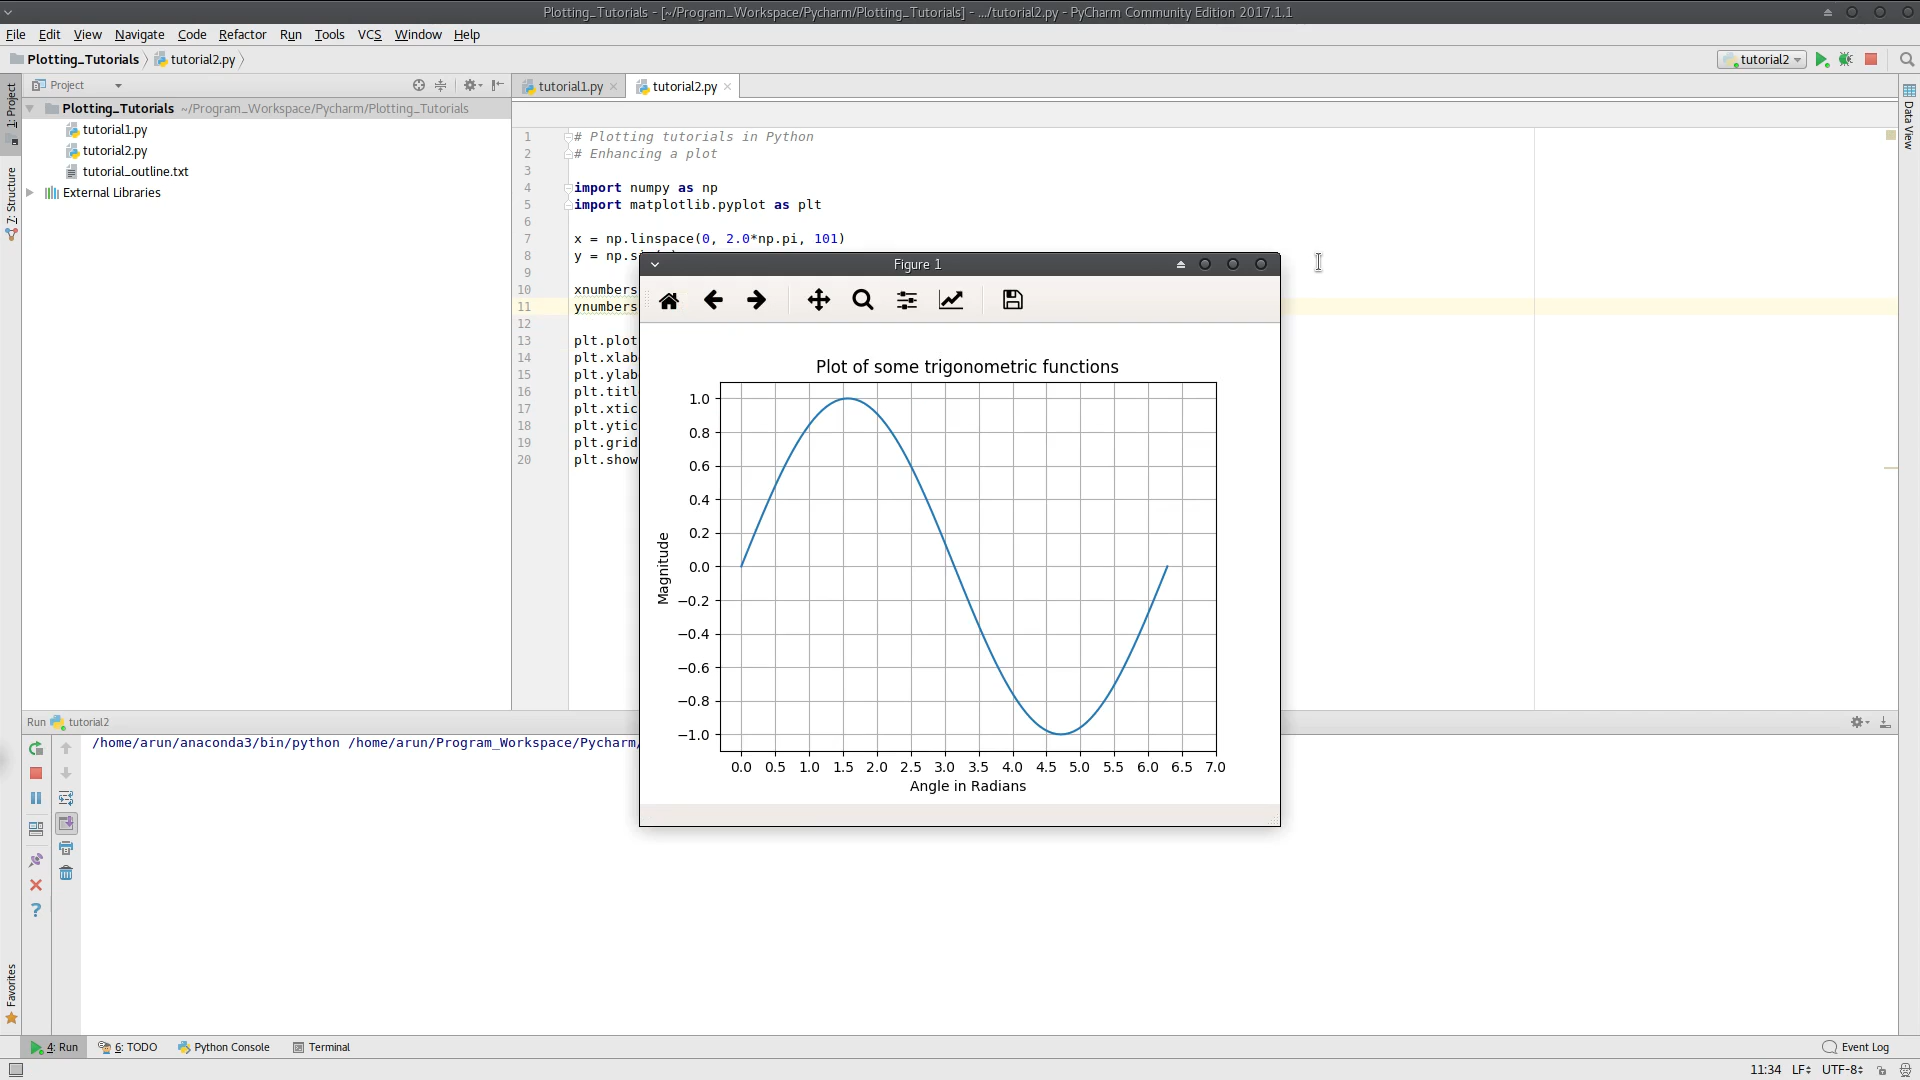 Plotting_Tutorials - [~/Program_Workspace/Pycharm/Plotting_Tutorials] - .../tutorial2.py - PyCharm Community Edition 2017.1.1
File Edit View Navigate Code Refactor Run Tools VCS Window Help
Plotting_Tutorials tutorial2.py tutorial2
1: Project
7: Structure
Favorites
Data View
Project
Plotting_Tutorials ~/Program_Workspace/Pycharm/Plotting_Tutorials
tutorial1.py
tutorial2.py
tutorial_outline.txt
External Libraries
tutorial1.py tutorial2.py
1 # Plotting tutorials in Python
2 # Enhancing a plot
3
4 import numpy as np
5 import matplotlib.pyplot as plt
6
7 x = np.linspace(0, 2.0*np.pi, 101)
8 y = np.s
9
10 xnumbers
11 ynumbers
12
13 plt.plot
14 plt.xlab
15 plt.ylab
16 plt.titl
17 plt.xtic
18 plt.ytic
19 plt.grid
20 plt.show
Figure 1
Plot of some trigonometric functions
1.0
0.8
0.6
0.4
0.2
0.0
−0.2
−0.4
−0.6
−0.8
−1.0
Magnitude
0.0 0.5 1.0 1.5 2.0 2.5 3.0 3.5 4.0 4.5 5.0 5.5 6.0 6.5 7.0
Angle in Radians
Run tutorial2
/home/arun/anaconda3/bin/python /home/arun/Program_Workspace/Pycharm/
4: Run 6: TODO Python Console Terminal Event Log
11:34 LF UTF-8